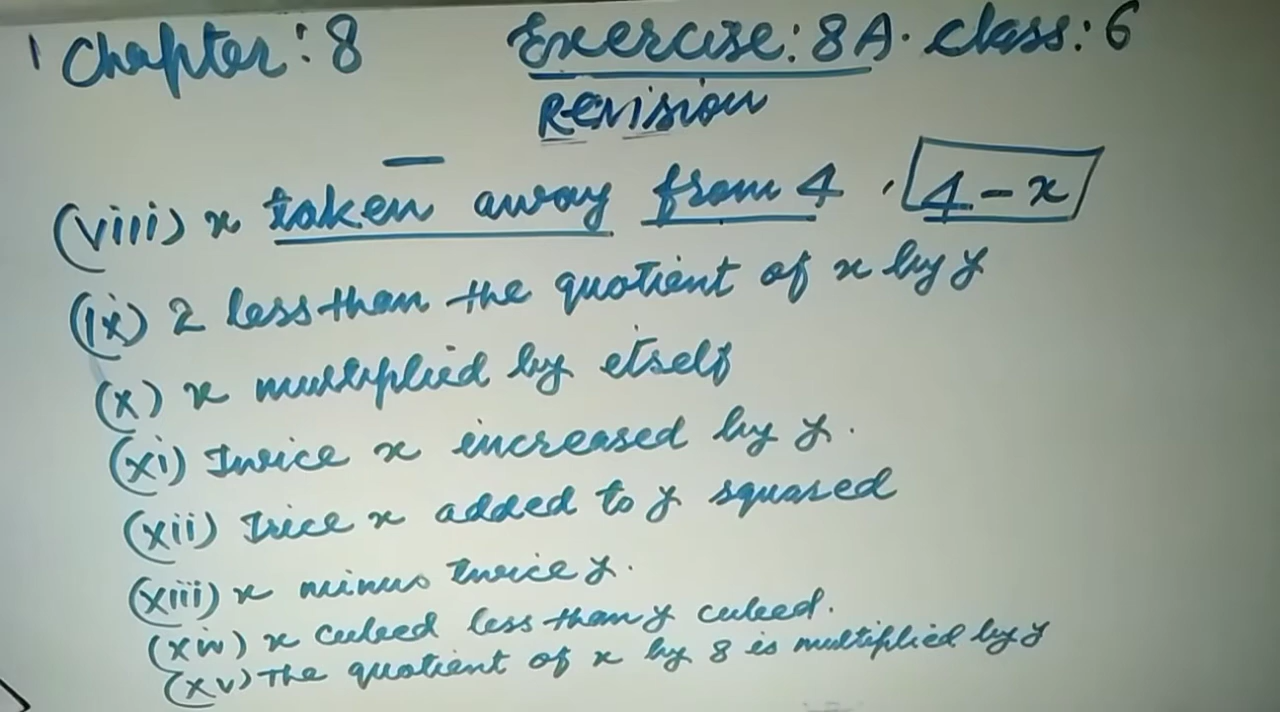 Chapter: 8 Exercise: 8A. class: 6
Revision
(viii) x taken away from 4. 4 - x
(ix) 2 less than the quotient of x by y
(x) x multiplied by etself
(xi) Twice x increased by y.
(xii) Trice x added to y squared
(xiii) x minus twice y.
(xiv) x cubed less than y cubed.
(xv) The quotient of x by 8 is multiplied by y